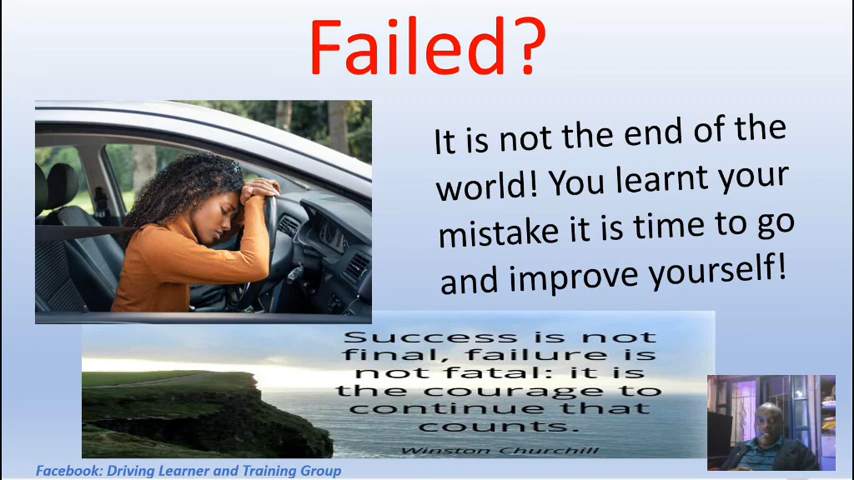 Failed?
It is not the end of the
world! You learnt your
mistake it is time to go
and improve yourself!
Success is not
final, failure is
not fatal: it is
the courage to
continue that
counts.
Winston Churchill
Facebook: Driving Learner and Training Group